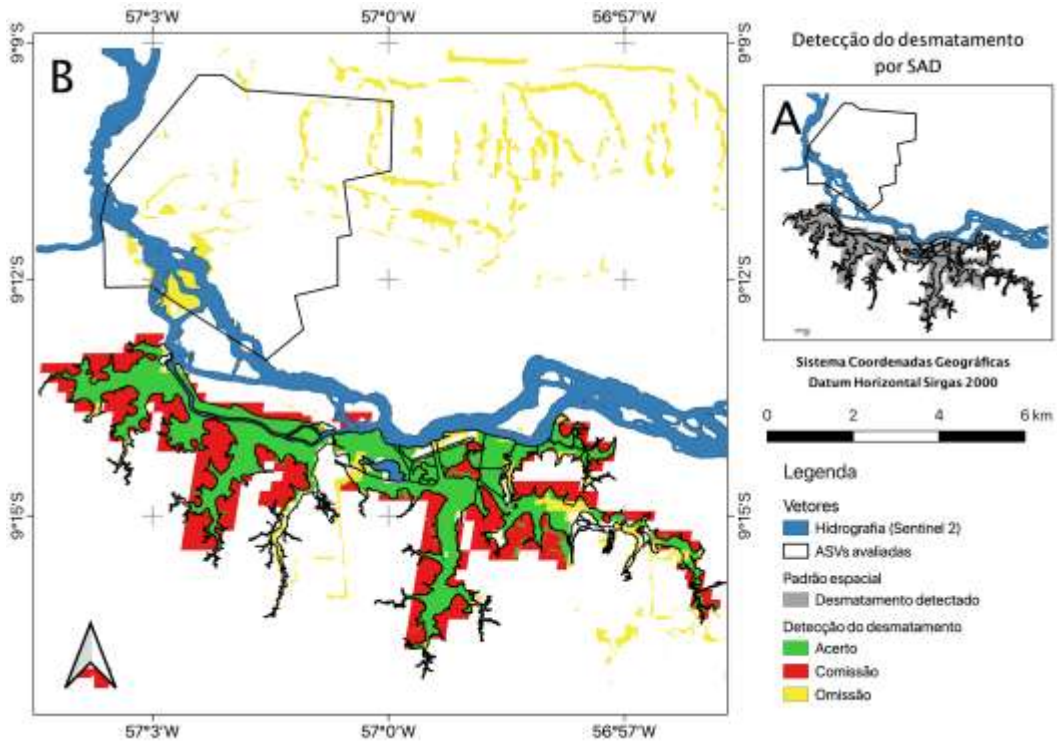 57°3'W 57°0'W 56°57'W
9°9'S
9°12'S
9°15'S
B
9°9'S
9°12'S
9°15'S
57°3'W 57°0'W 56°57'W
Detecção do desmatamento
por SAD
A
Sistema Coordenadas Geográficas
Datum Horizontal Sirgas 2000
0 2 4 6 km
Legenda
Vetores
Hidrografia (Sentinel 2)
ASVs avaliadas
Padrão espacial
Desmatamento detectado
Detecção do desmatamento
Acerto
Comissão
Omissão